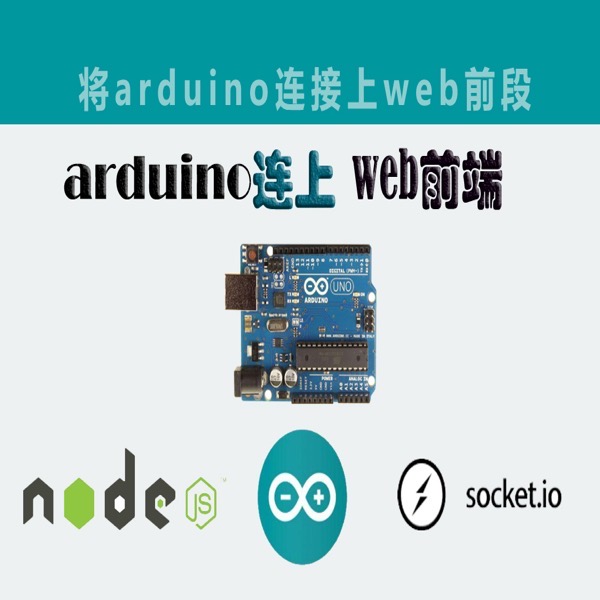 将arduino连接上web前段
arduino连上 web前端
DIGITAL (PWM~)
UNO
ARDUINO
POWER
ANALOG IN
node
JS
socket.io